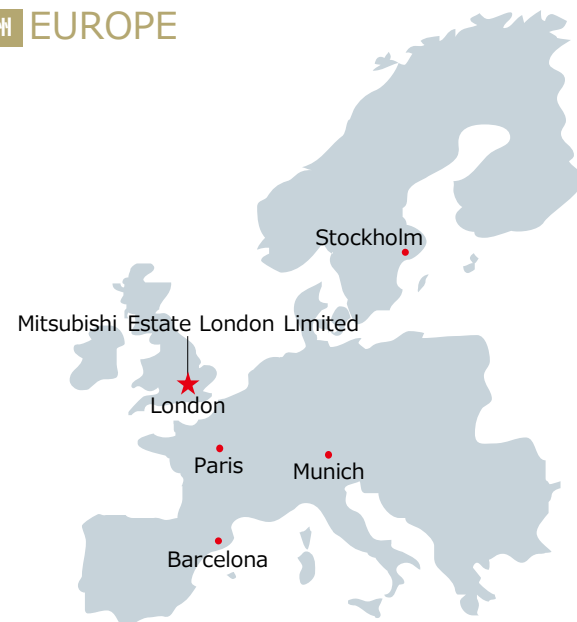 EUROPE
Stockholm
Mitsubishi Estate London Limited
London
Paris
Munich
Barcelona